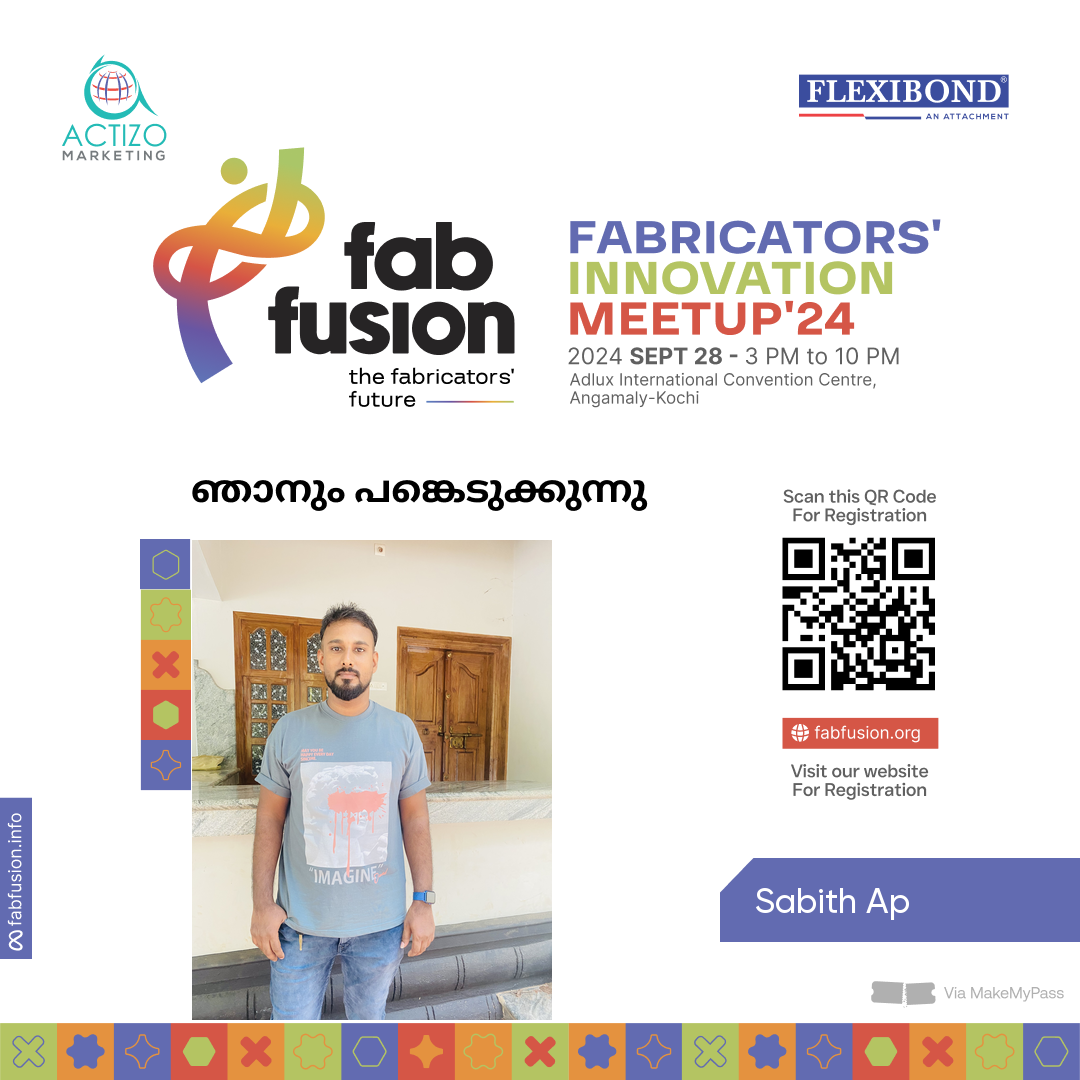 ACTIZO
MARKETING
FLEXIBOND®
AN ATTACHMENT
fab
fusion
the fabricators'
future
FABRICATORS'
INNOVATION
MEETUP'24
2024 SEPT 28 - 3 PM to 10 PM
Adlux International Convention Centre,
Angamaly-Kochi
ഞാനും പങ്കെടുക്കുന്നു
Scan this QR Code
For Registration
fabfusion.org
Visit our website
For Registration
"IMAGINE"
fabfusion.info
Sabith Ap
Via MakeMyPass